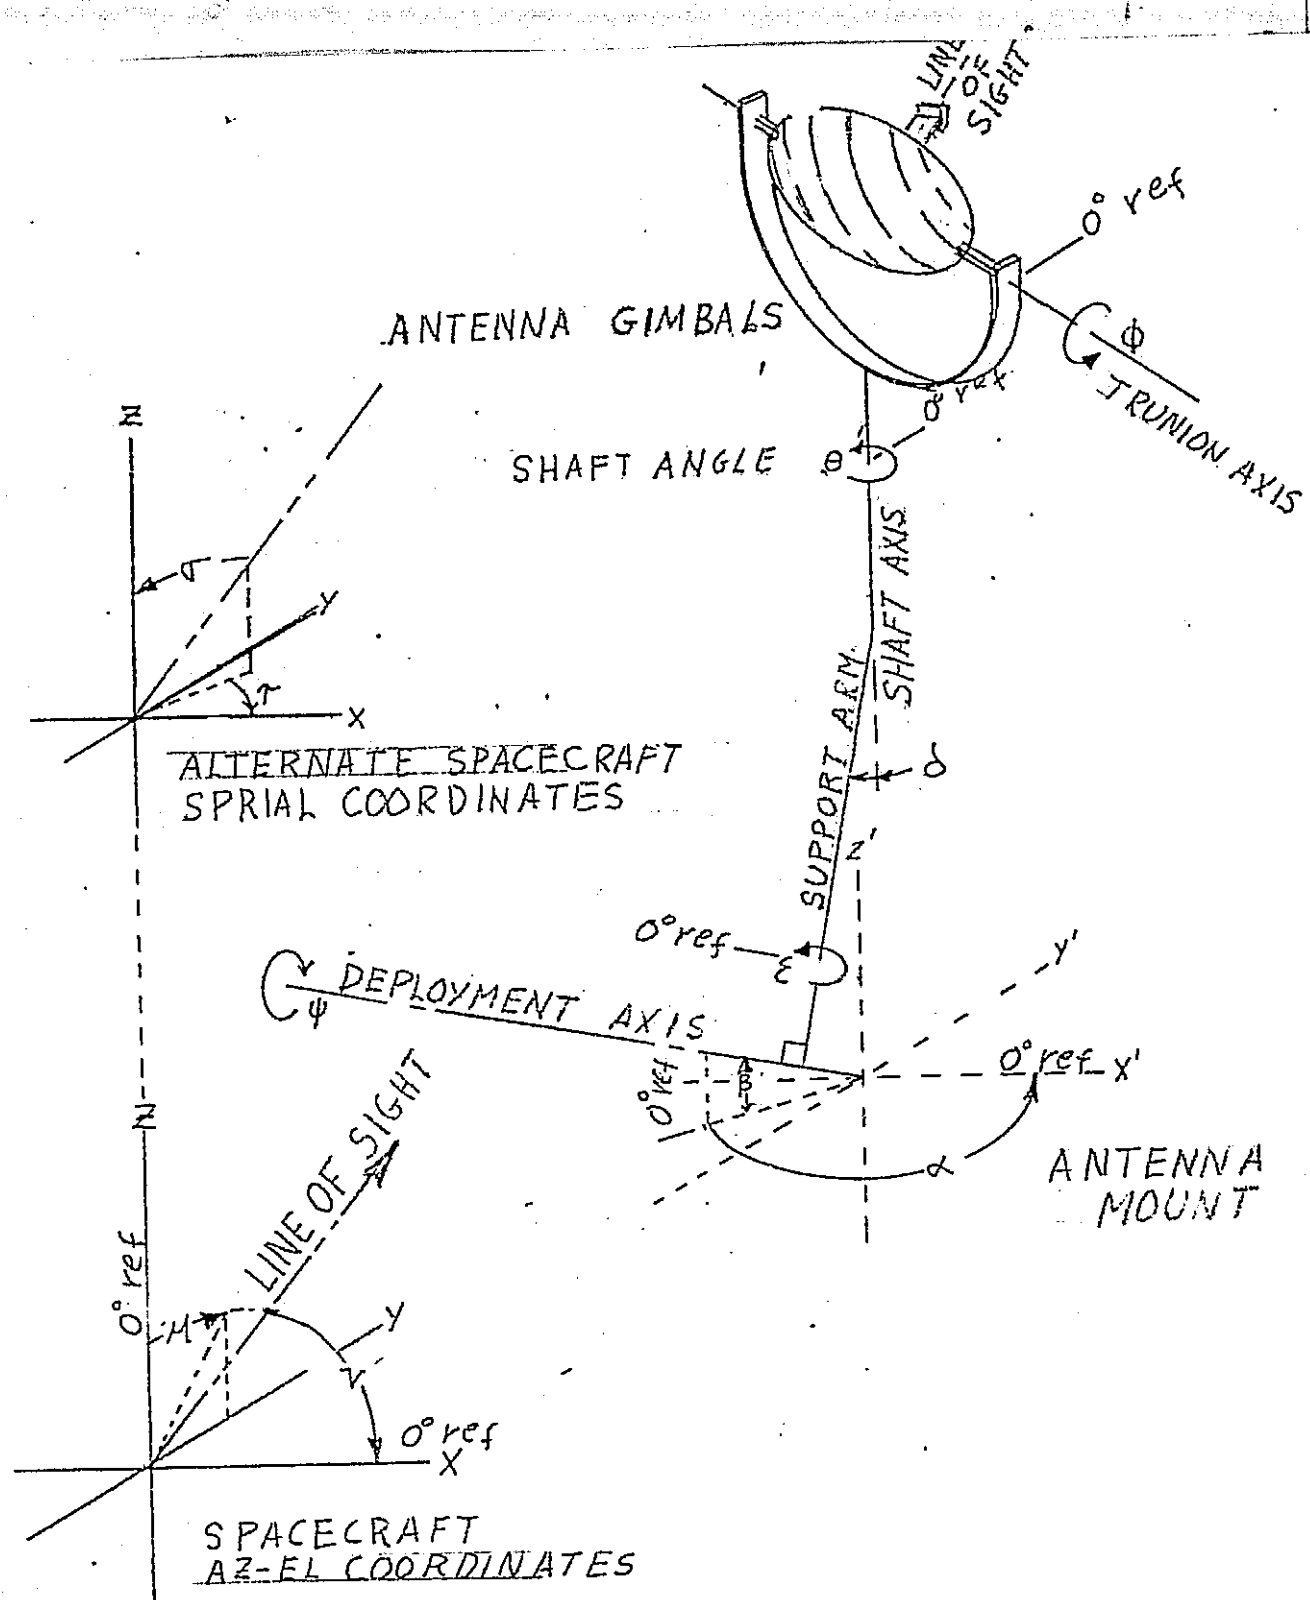 LINE
OF
SIGHT
0° ref
ANTENNA GIMBALS
ϕ
TRUNION AXIS
0° ref
Z
SHAFT ANGLE θ
SHAFT AXIS
σ
Y
τ
X
ALTERNATE SPACECRAFT
SPRIAL COORDINATES
SUPPORT ARM
δ
Z'
0° ref
ε
Y'
DEPLOYMENT AXIS
ψ
0° ref
β
0° ref
X'
α
ANTENNA
MOUNT
Z
LINE OF SIGHT
0° ref
μ
Y
ν
0° ref
X
SPACECRAFT
AZ-EL COORDINATES